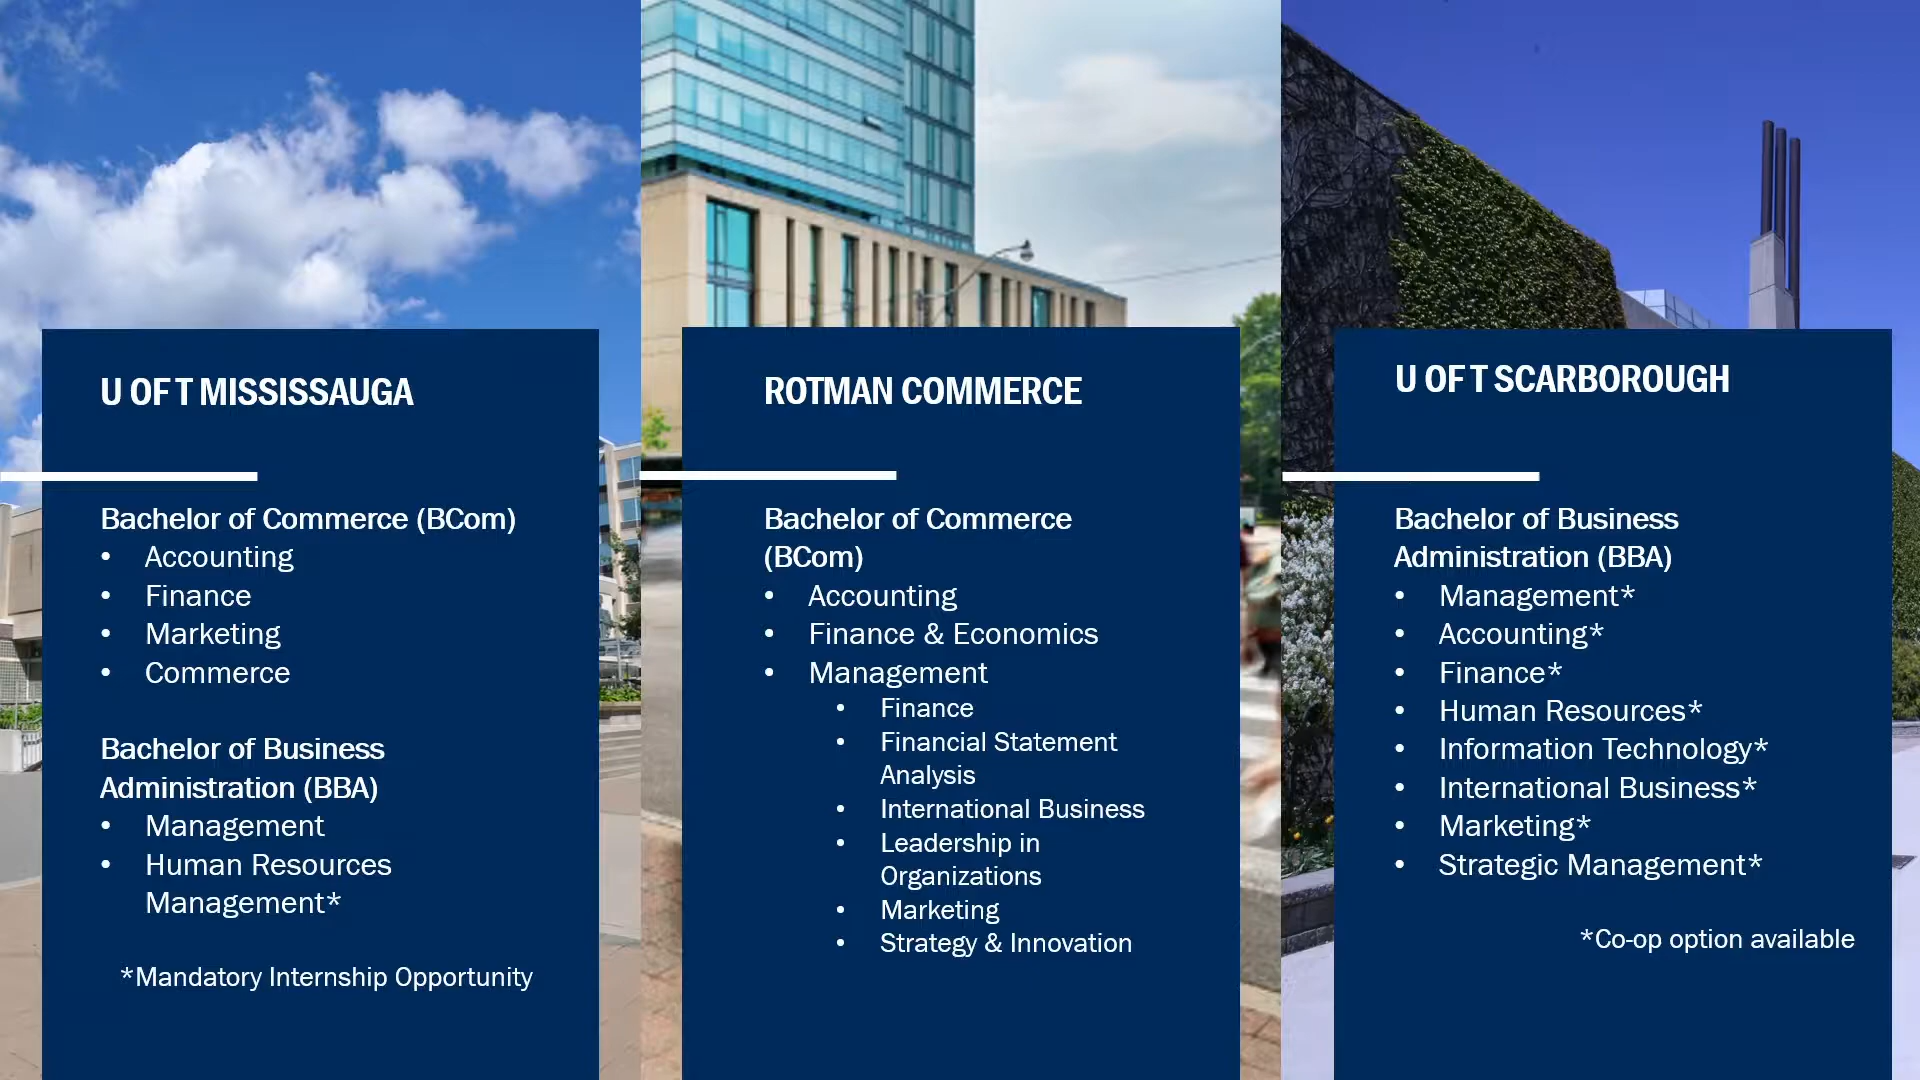 U OF T MISSISSAUGA
Bachelor of Commerce (BCom)
• Accounting
• Finance
• Marketing
• Commerce
Bachelor of Business
Administration (BBA)
• Management
• Human Resources
Management*
*Mandatory Internship Opportunity
ROTMAN COMMERCE
Bachelor of Commerce
(BCom)
• Accounting
• Finance & Economics
• Management
• Finance
• Financial Statement
Analysis
• International Business
• Leadership in
Organizations
• Marketing
• Strategy & Innovation
U OF T SCARBOROUGH
Bachelor of Business
Administration (BBA)
• Management*
• Accounting*
• Finance*
• Human Resources*
• Information Technology*
• International Business*
• Marketing*
• Strategic Management*
*Co-op option available